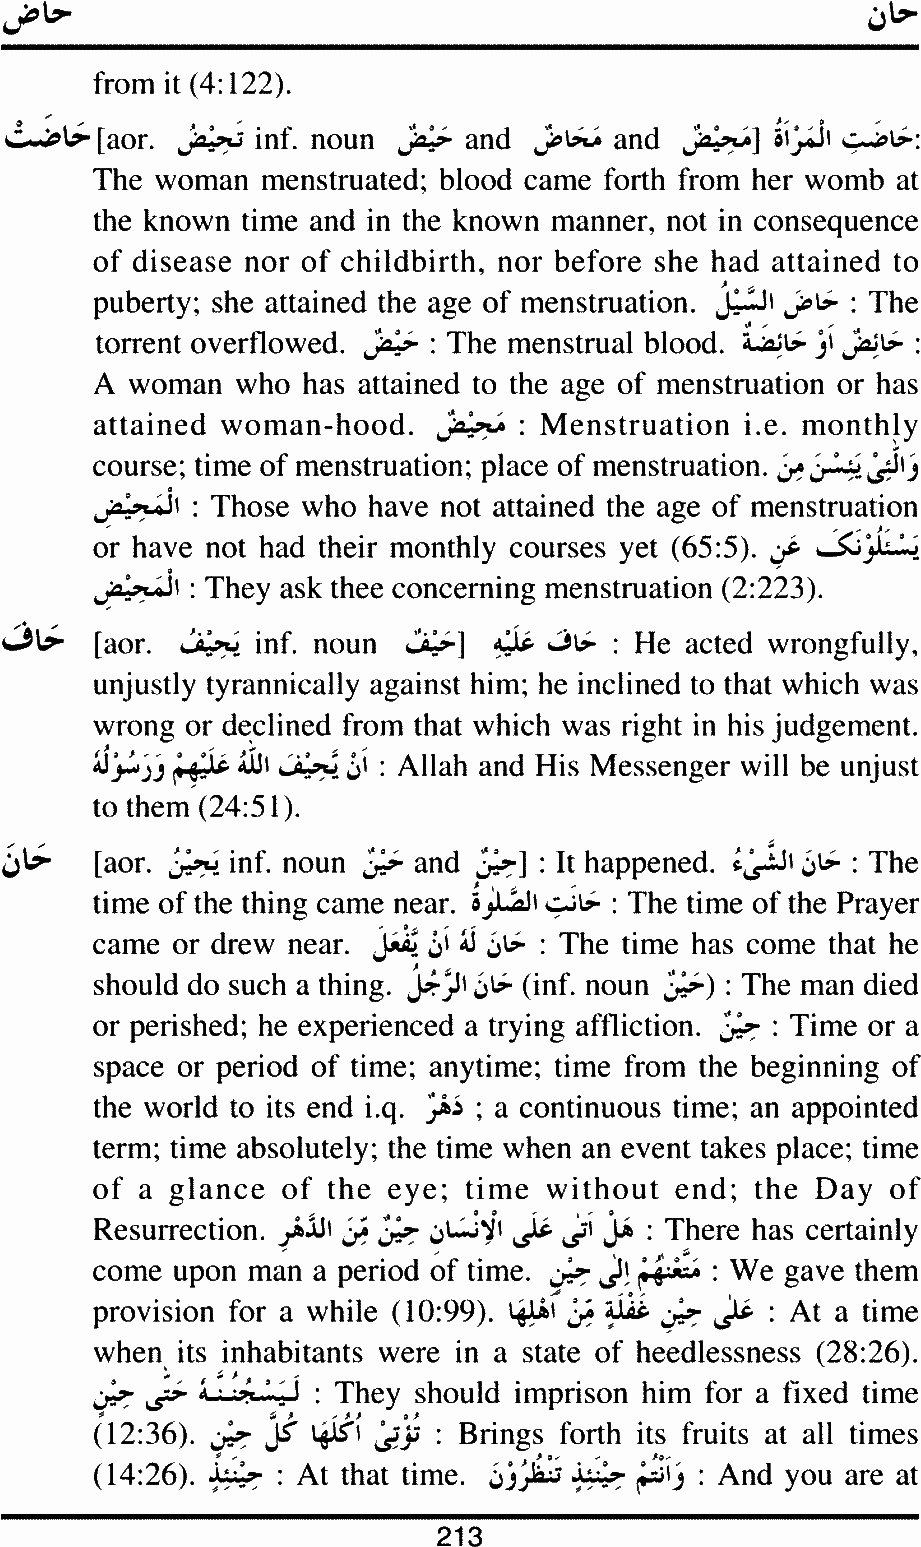 حاض حان
from it (4:122).
حَاضَتْ [aor. تَحِيْضُ inf. noun حَيْضٌ and مَحَاضٌ and مَحِيْضٌ] حَاضَتِ الْمَرْأَةُ:
The woman menstruated; blood came forth from her womb at
the known time and in the known manner, not in consequence
of disease nor of childbirth, nor before she had attained to
puberty; she attained the age of menstruation. حَاضَ السَّيْلُ : The
torrent overflowed. حَيْضٌ : The menstrual blood. حَائِضٌ أَوْ حَائِضَةٌ :
A woman who has attained to the age of menstruation or has
attained woman-hood. مَحِيْضٌ : Menstruation i.e. monthly
course; time of menstruation; place of menstruation. وَالّٰٓئِیْ یَئِسْنَ مِنَ
الْمَحِيْضِ : Those who have not attained the age of menstruation
or have not had their monthly courses yet (65:5). یَسْئَلُوْنَکَ عَنِ
الْمَحِيْضِ : They ask thee concerning menstruation (2:223).
حَافَ [aor. يَحِيْفُ inf. noun حَيْفٌ] حَافَ عَلَيْهِ : He acted wrongfully,
unjustly tyrannically against him; he inclined to that which was
wrong or declined from that which was right in his judgement.
اَنْ يَّحِيْفَ اللّٰهُ عَلَيْهِمْ وَرَسُوْلُهٗ : Allah and His Messenger will be unjust
to them (24:51).
حَانَ [aor. يَحِيْنُ inf. noun حَيْنٌ and حِيْنٌ] : It happened. حَانَ الشَّیْءُ : The
time of the thing came near. حَانَتِ الصَّلٰوةُ : The time of the Prayer
came or drew near. حَانَ لَهُ أَنْ يَّفْعَلَ : The time has come that he
should do such a thing. حَانَ الرَّجُلُ (inf. noun حَيْنٌ) : The man died
or perished; he experienced a trying affliction. حِيْنٌ : Time or a
space or period of time; anytime; time from the beginning of
the world to its end i.q. دَهْرٌ ; a continuous time; an appointed
term; time absolutely; the time when an event takes place; time
of a glance of the eye; time without end; the Day of
Resurrection. هَلْ اَتٰی عَلَی الْاِنْسَانِ حِيْنٌ مِّنَ الدَّهْرِ : There has certainly
come upon man a period of time. مَتَّعْنٰهُمْ اِلٰی حِيْنٍ : We gave them
provision for a while (10:99). عَلٰی حِيْنِ غَفْلَةٍ مِّنْ اَهْلِهَا : At a time
when its inhabitants were in a state of heedlessness (28:26).
لَيَسْجُنُنَّهٗ حَتّٰی حِيْنٍ : They should imprison him for a fixed time
(12:36). تُؤْتِیْ اُكُلَهَا كُلَّ حِيْنٍ : Brings forth its fruits at all times
(14:26). حِيْنَئِذٍ : At that time. وَاَنْتُمْ حِيْنَئِذٍ تَنْظُرُوْنَ : And you are at
213